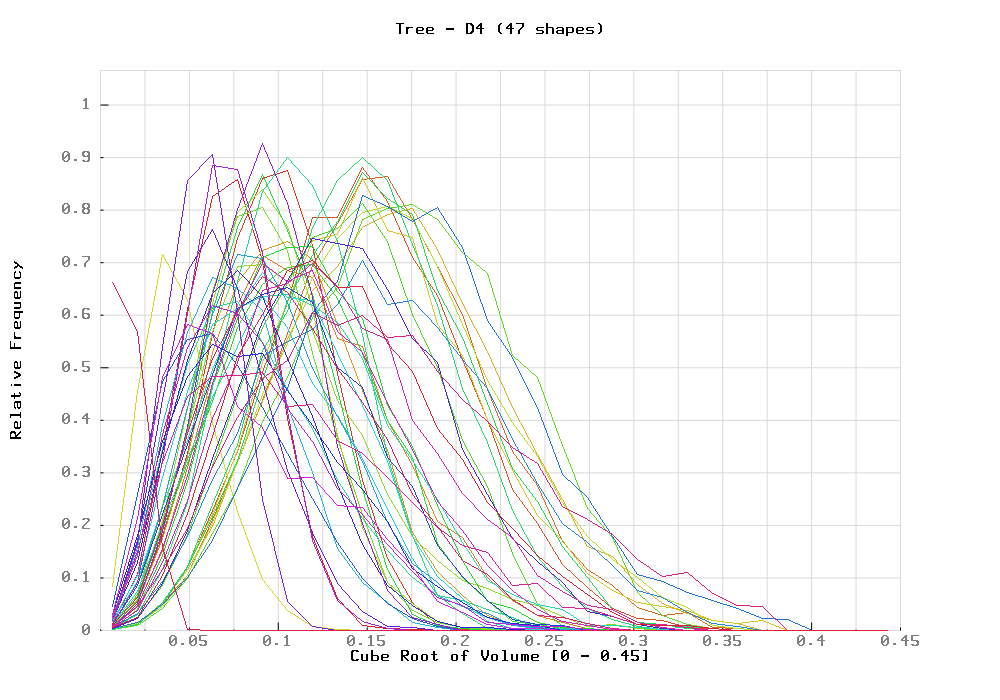 Tree - D4 (47 shapes)
1
0.9
0.8
0.7
0.6
0.5
0.4
0.3
0.2
0.1
0
Relative Frequency
0.05 0.1 0.15 0.2 0.25 0.3 0.35 0.4 0.45
Cube Root of Volume [0 - 0.45]